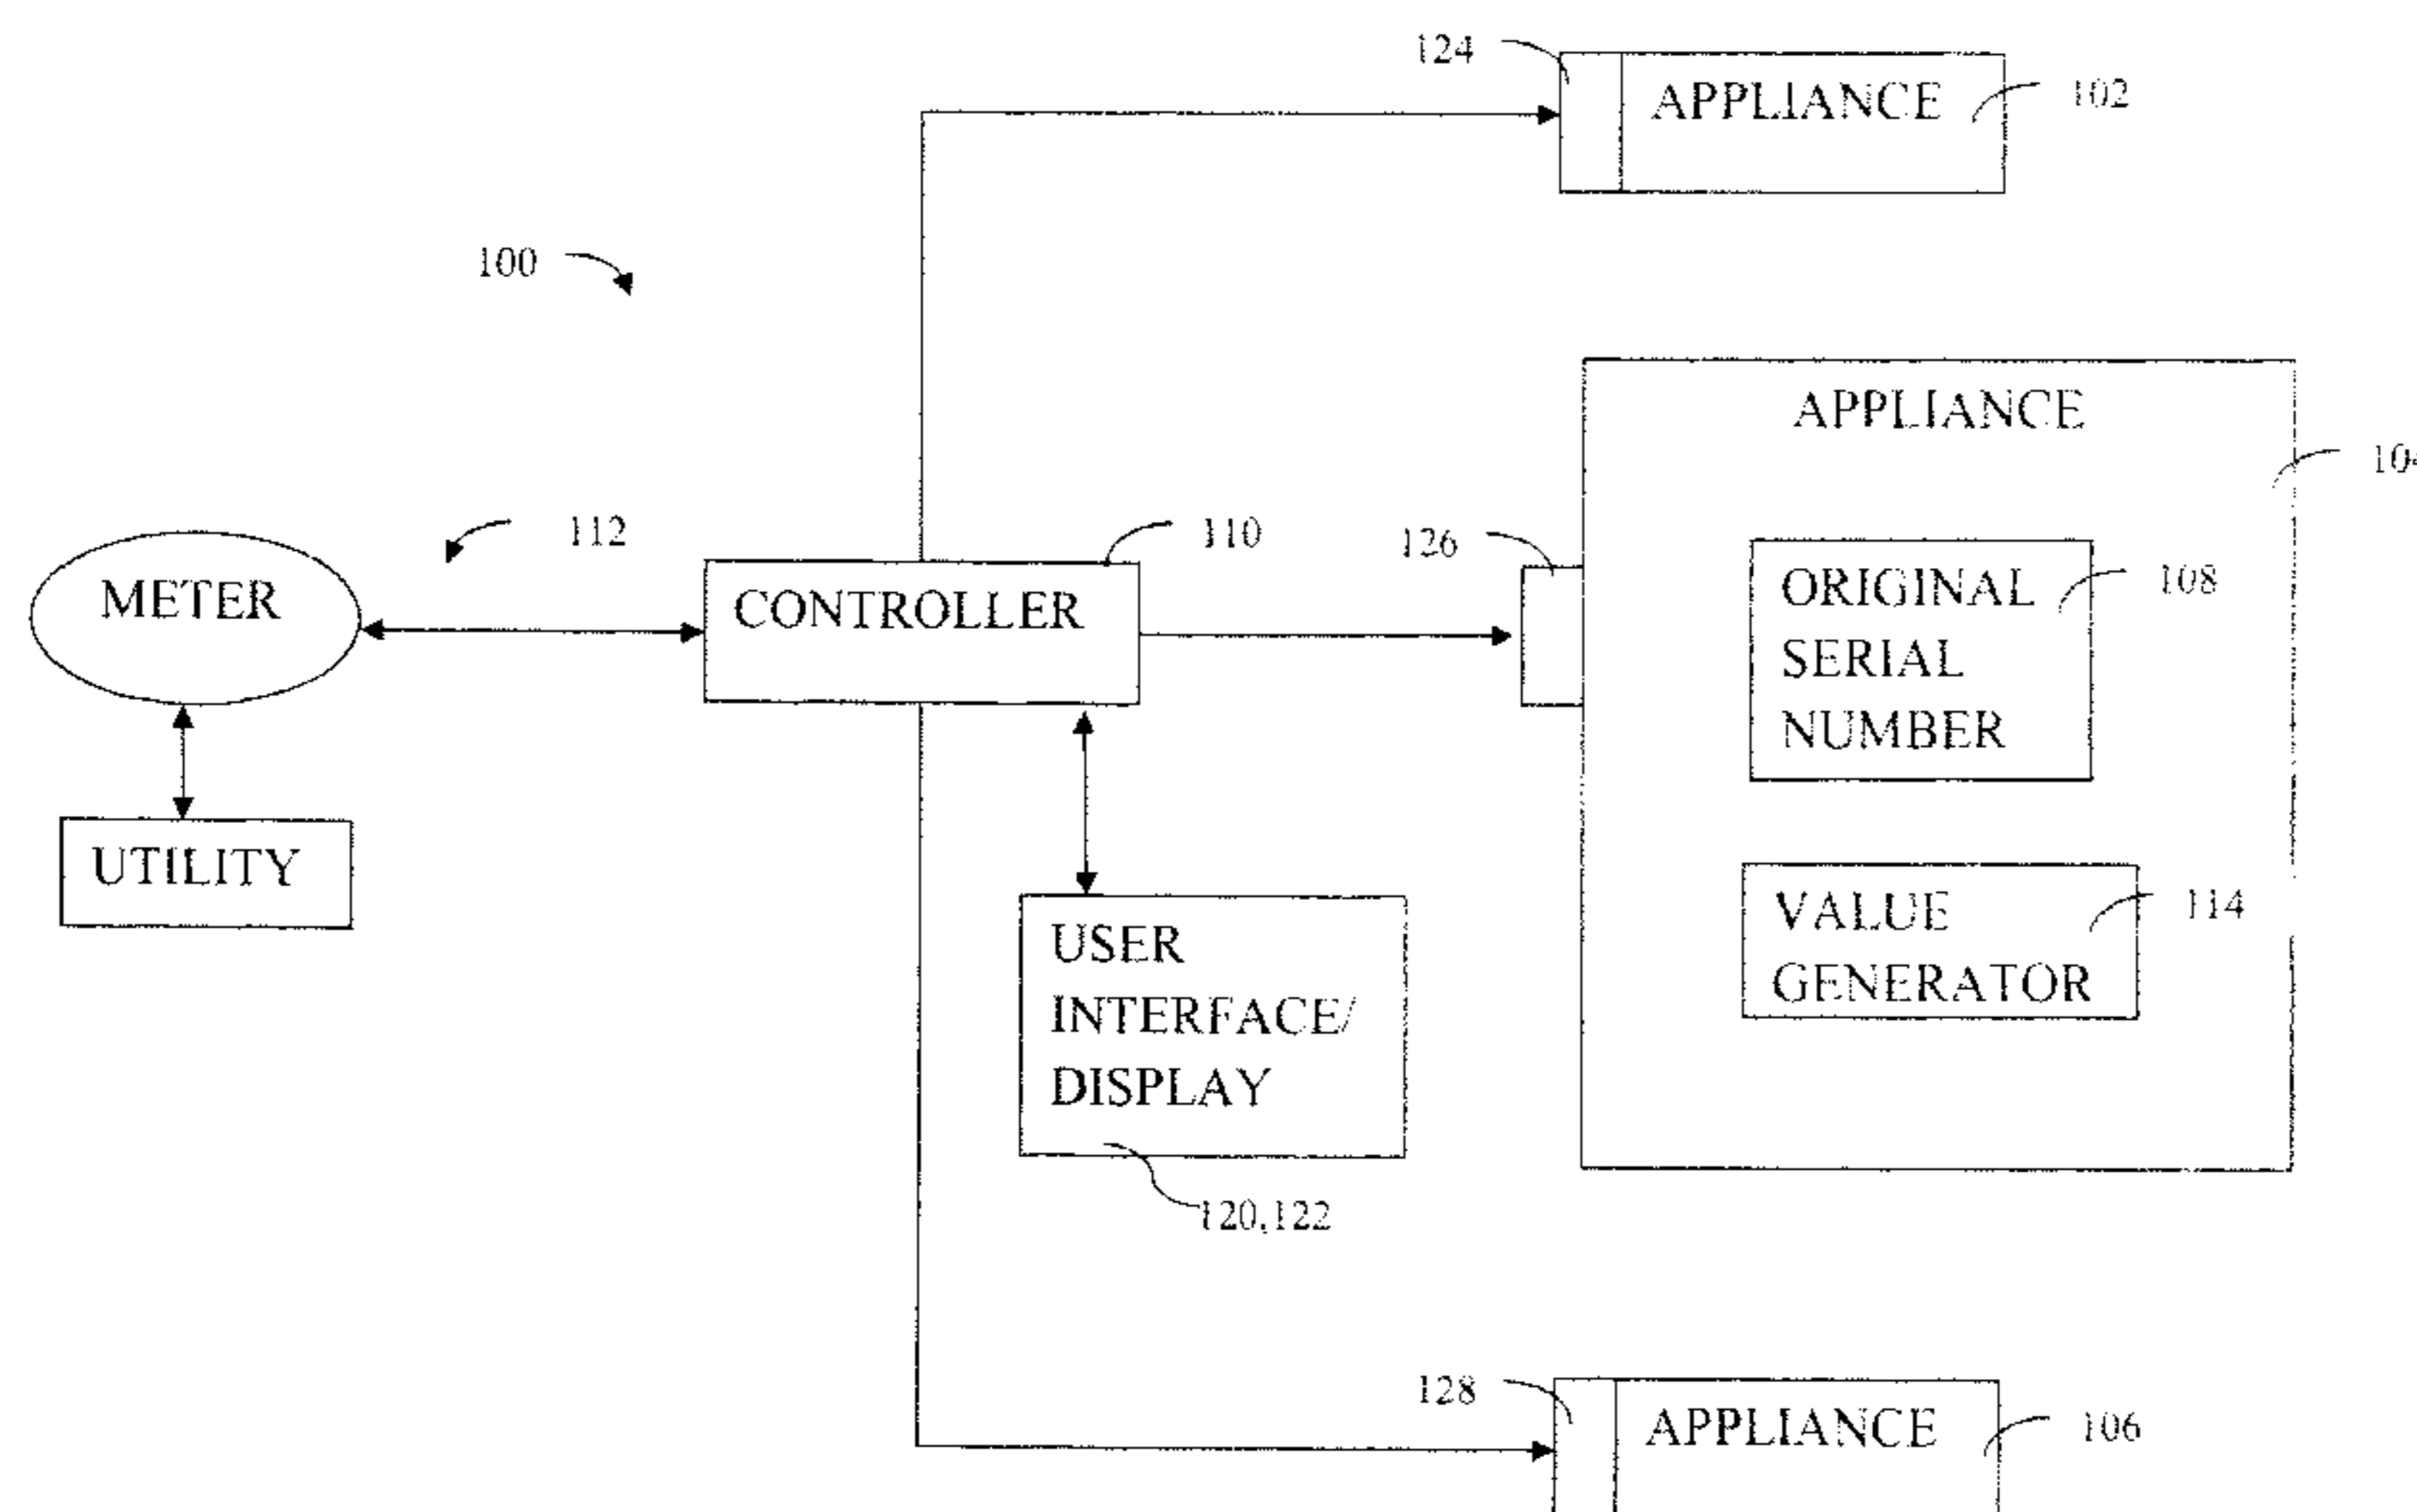 124
APPLIANCE
102
100
APPLIANCE
112
110
126
METER
CONTROLLER
ORIGINAL
SERIAL
NUMBER
108
UTILITY
USER
INTERFACE/
DISPLAY
VALUE
GENERATOR
114
120,122
128
APPLIANCE
106